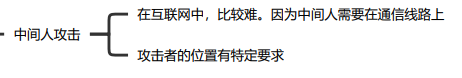 中间人攻击
在互联网中，比较难。因为中间人需要在通信线路上
攻击者的位置有特定要求